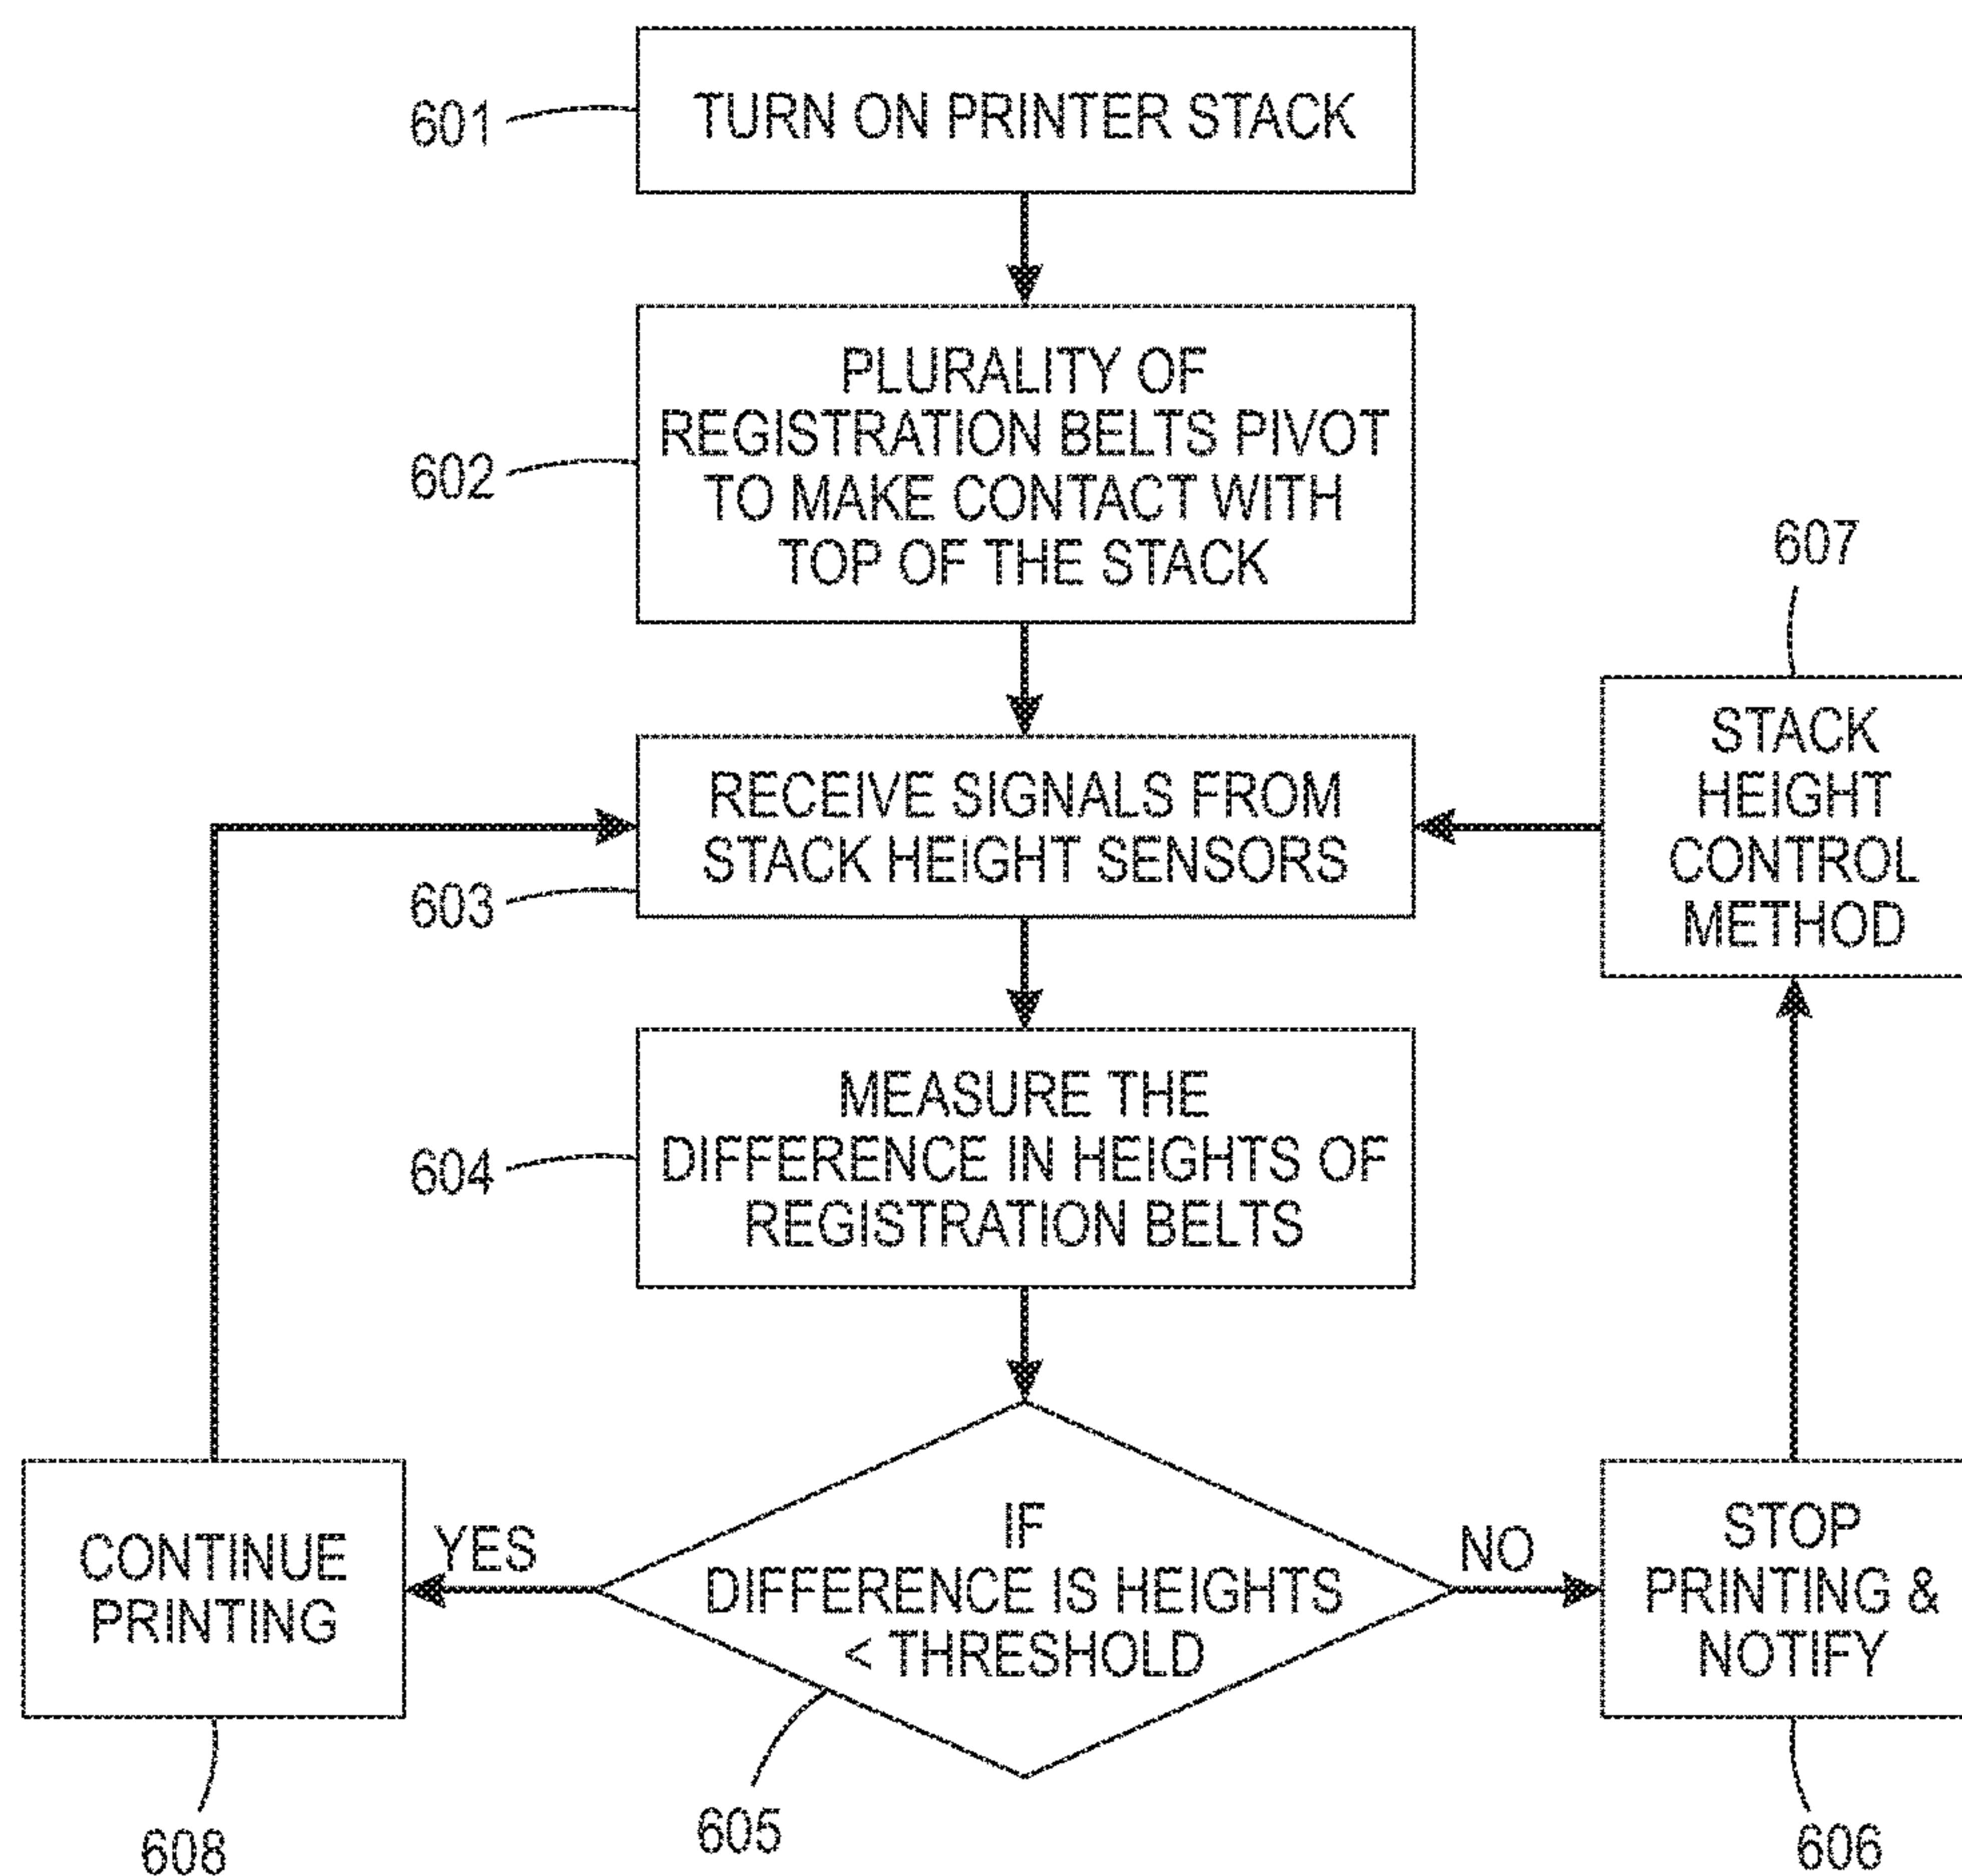 601
TURN ON PRINTER STACK
602
PLURALITY OF
REGISTRATION BELTS PIVOT
TO MAKE CONTACT WITH
TOP OF THE STACK
607
STACK
HEIGHT
CONTROL
METHOD
603
RECEIVE SIGNALS FROM
STACK HEIGHT SENSORS
604
MEASURE THE
DIFFERENCE IN HEIGHTS OF
REGISTRATION BELTS
605
IF
DIFFERENCE IS HEIGHTS
< THRESHOLD
YES
NO
CONTINUE
PRINTING
608
STOP
PRINTING &
NOTIFY
606